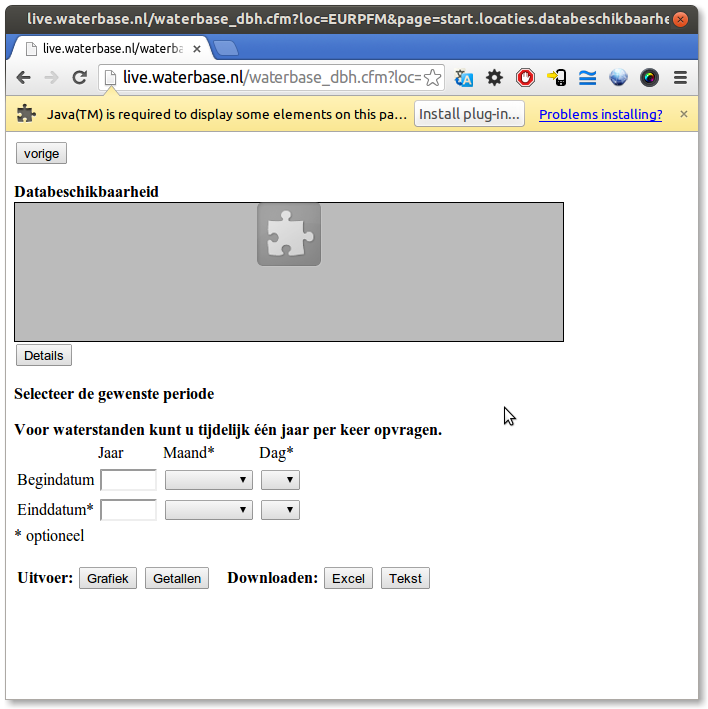 live.waterbase.nl/waterbase_dbh.cfm?loc=EURPFM&page=start.locaties.databeschikbaarhe
live.waterbase.nl/waterba
live.waterbase.nl/waterbase_dbh.cfm?loc=
Java(TM) is required to display some elements on this pa... Install plug-in... Problems installing?
vorige
Databeschikbaarheid
Details
Selecteer de gewenste periode
Voor waterstanden kunt u tijdelijk één jaar per keer opvragen.
Jaar Maand* Dag*
Begindatum
Einddatum*
* optioneel
Uitvoer: Grafiek Getallen Downloaden: Excel Tekst